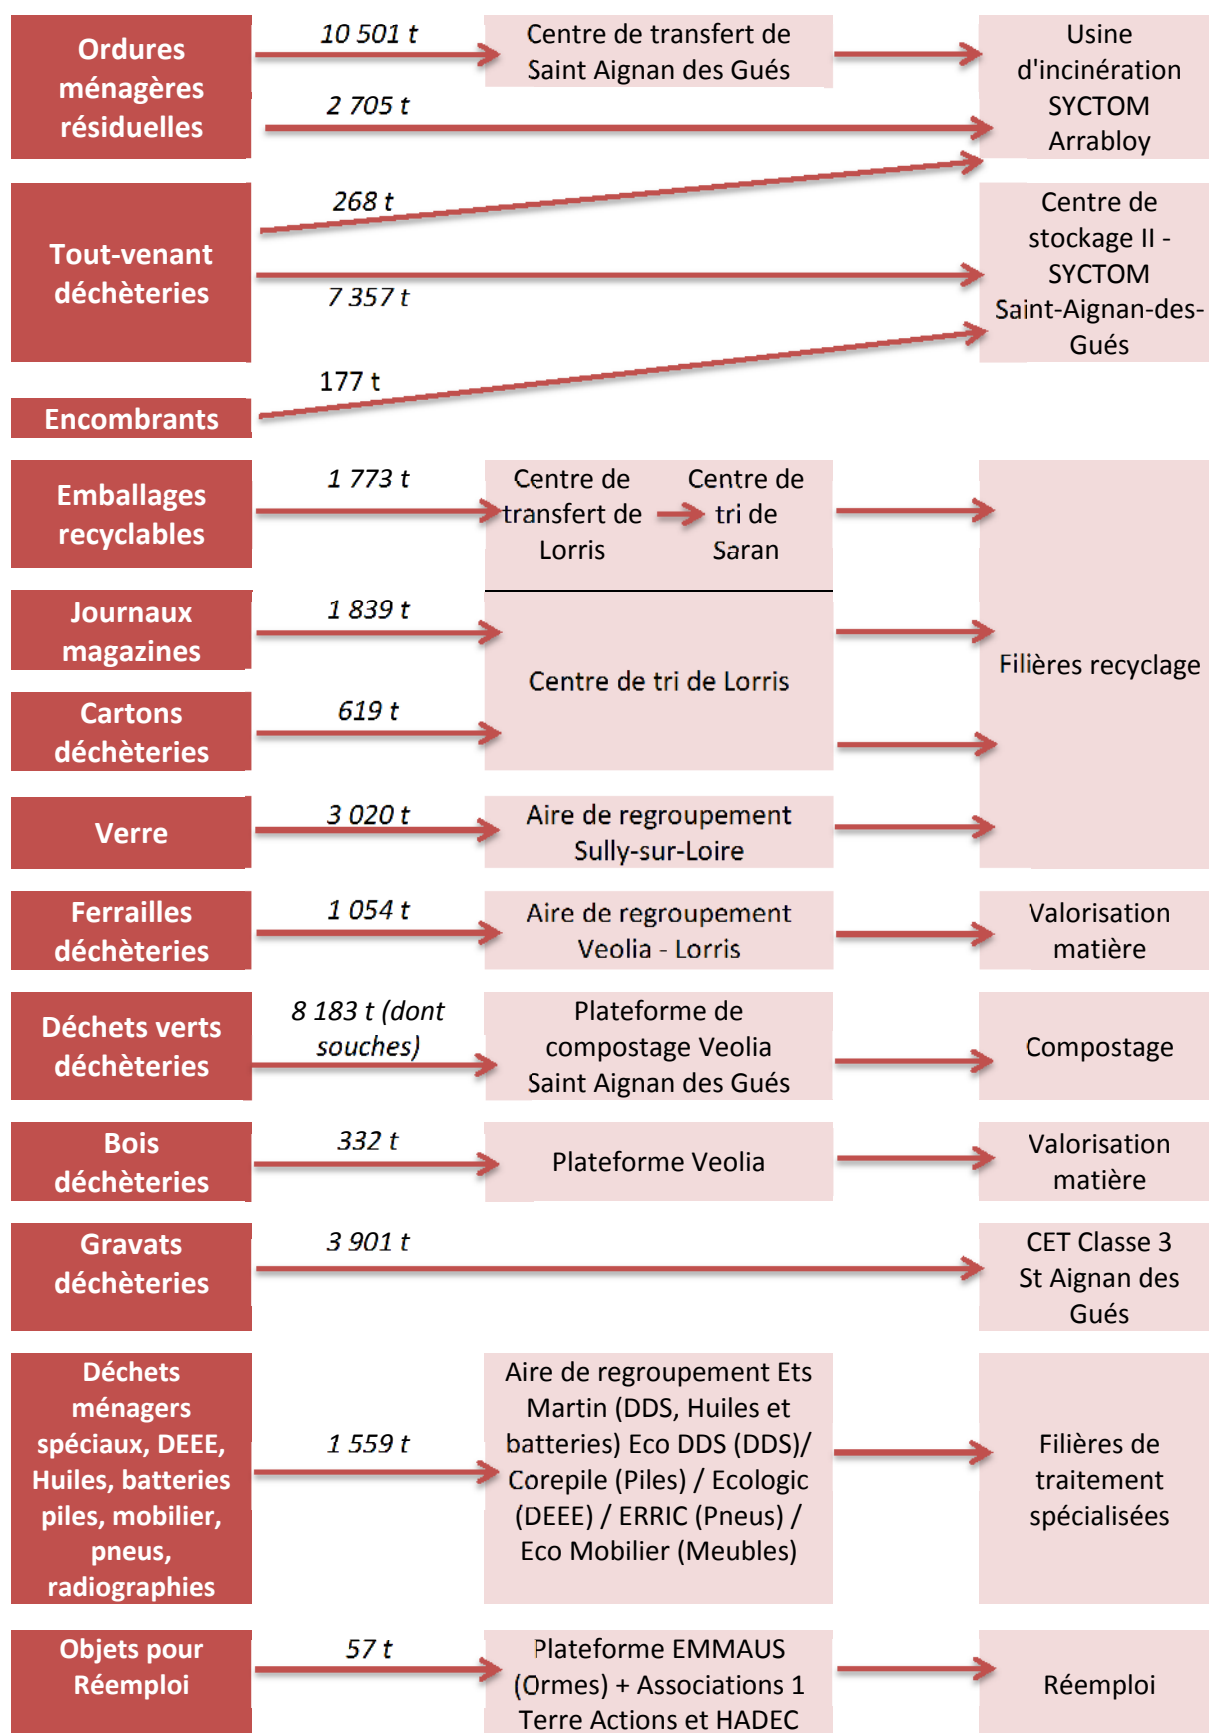 Ordures
ménagères
résiduelles
10 501 t
Centre de transfert de
Saint Aignan des Gués
Usine
d'incinération
SYCTOM
Arrabloy
2 705 t
Tout-venant
déchèteries
268 t
7 357 t
Centre de
stockage II -
SYCTOM
Saint-Aignan-des-
Gués
Encombrants
177 t
Emballages
recyclables
1 773 t
Centre de
transfert de
Lorris
Centre de
tri de
Saran
Filières recyclage
Journaux
magazines
1 839 t
Centre de tri de Lorris
Cartons
déchèteries
619 t
Verre
3 020 t
Aire de regroupement
Sully-sur-Loire
Ferrailles
déchèteries
1 054 t
Aire de regroupement
Veolia - Lorris
Valorisation
matière
Déchets verts
déchèteries
8 183 t (dont
souches)
Plateforme de
compostage Veolia
Saint Aignan des Gués
Compostage
Bois
déchèteries
332 t
Plateforme Veolia
Valorisation
matière
Gravats
déchèteries
3 901 t
CET Classe 3
St Aignan des
Gués
Déchets
ménagers
spéciaux, DEEE,
Huiles, batteries
piles, mobilier,
pneus,
radiographies
1 559 t
Aire de regroupement Ets
Martin (DDS, Huiles et
batteries) Eco DDS (DDS)/
Corepile (Piles) / Ecologic
(DEEE) / ERRIC (Pneus) /
Eco Mobilier (Meubles)
Filières de
traitement
spécialisées
Objets pour
Réemploi
57 t
Plateforme EMMAUS
(Ormes) + Associations 1
Terre Actions et HADEC
Réemploi